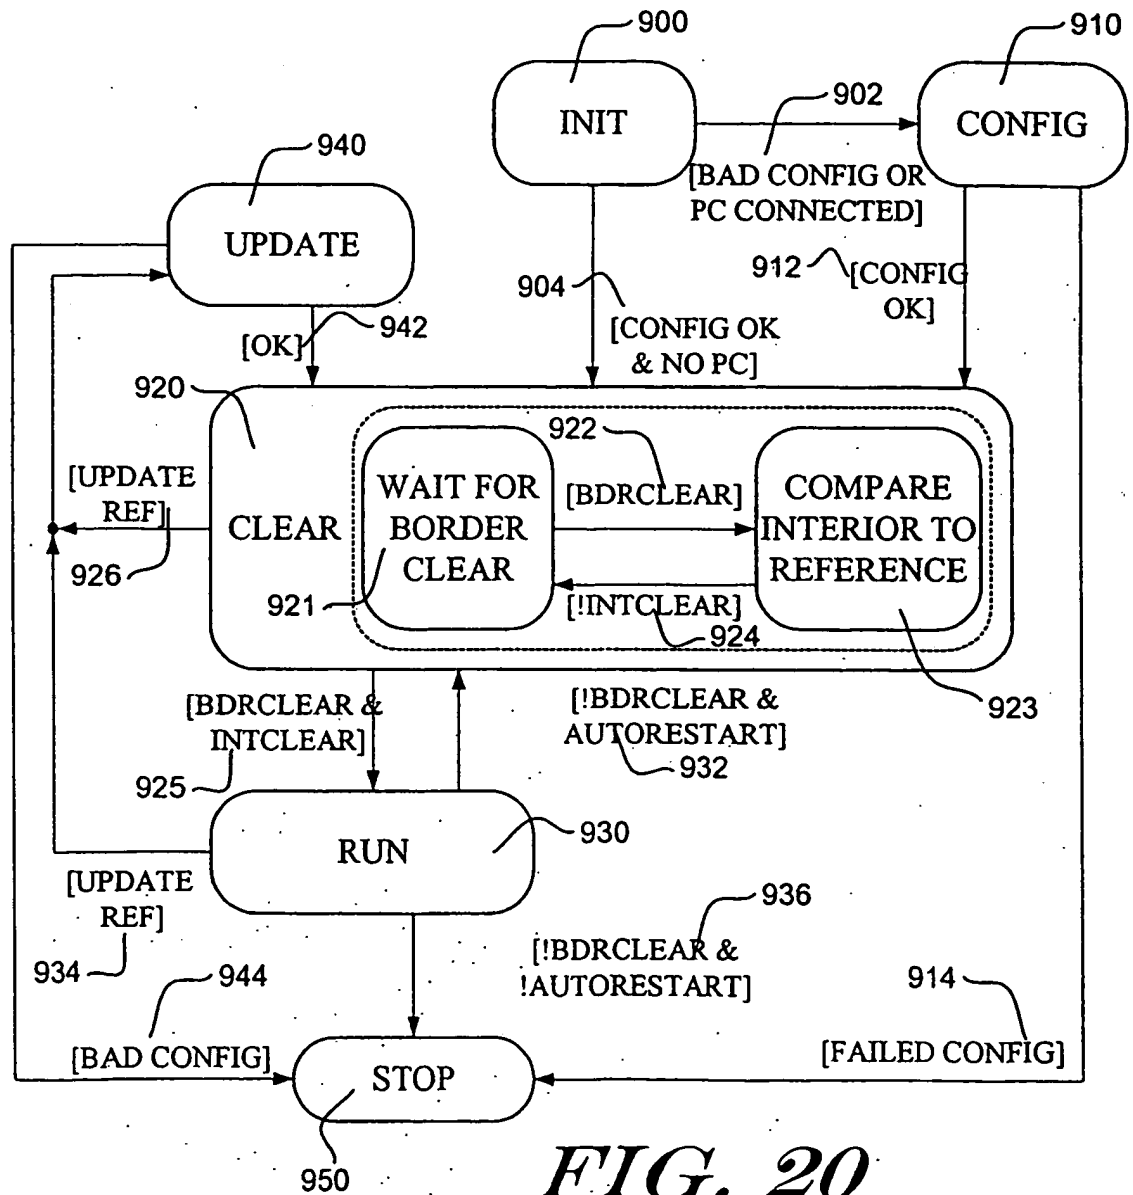 900
910
902
INIT
CONFIG
940
[BAD CONFIG OR
PC CONNECTED]
UPDATE
912
[CONFIG
OK]
904
942
[OK]
[CONFIG OK
& NO PC]
920
922
[UPDATE
REF]
WAIT FOR
BORDER
CLEAR
[BDRCLEAR]
COMPARE
INTERIOR TO
REFERENCE
CLEAR
926
921
[!INTCLEAR]
924
[BDRCLEAR &
INTCLEAR]
[!BDRCLEAR &
AUTORESTART]
923
925
932
930
RUN
[UPDATE
REF]
936
934
[!BDRCLEAR &
!AUTORESTART]
944
914
[BAD CONFIG]
[FAILED CONFIG]
STOP
950
FIG. 20